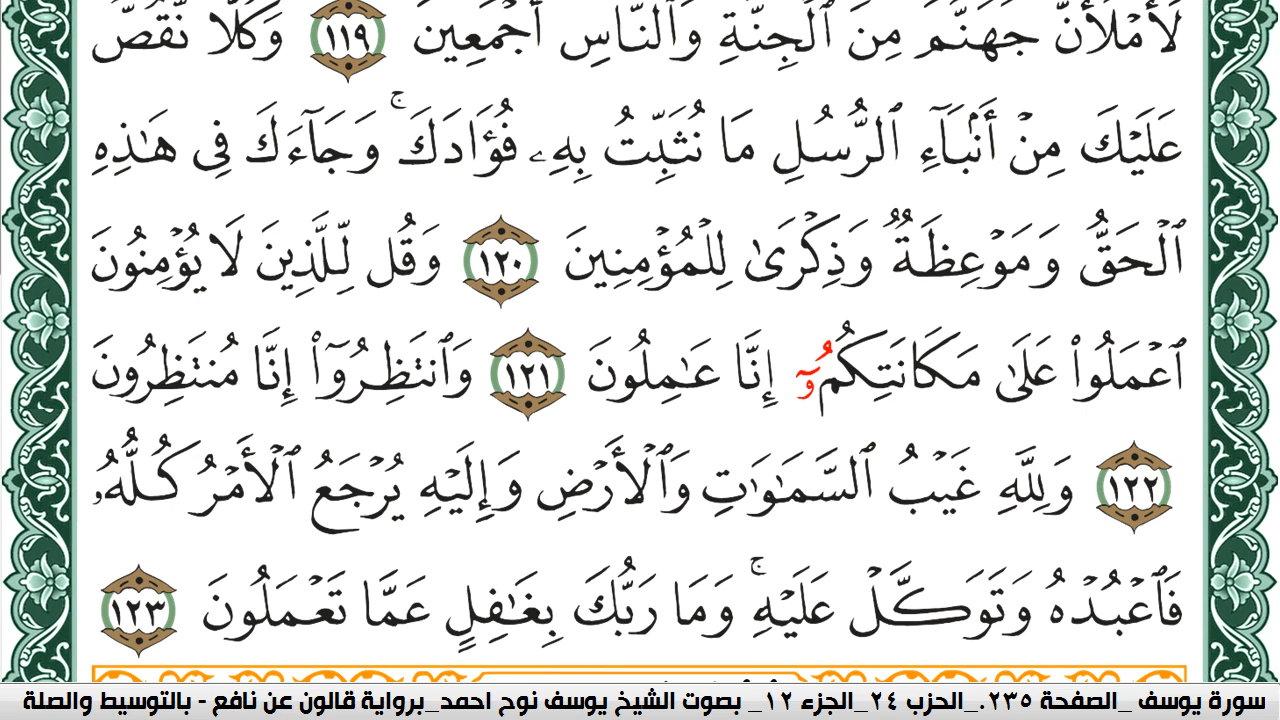 لَأَمْلَأَنَّ جَهَنَّمَ مِنَ ٱلْجِنَّةِ وَٱلنَّاسِ أَجْمَعِينَ ١١٩ وَكُلّٗا نَّقُصُّ
عَلَيْكَ مِنْ أَنۢبَآءِ ٱلرُّسُلِ مَا نُثَبِّتُ بِهِۦ فُؤَادَكَۚ وَجَآءَكَ فِى هَٰذِهِ
ٱلْحَقُّ وَمَوْعِظَةٌ وَذِكْرَىٰ لِلْمُؤْمِنِينَ ١٢٠ وَقُل لِّلَّذِينَ لَا يُؤْمِنُونَ
ٱعْمَلُوا۟ عَلَىٰ مَكَانَتِكُمُۥٓ إِنَّا عَٰمِلُونَ ١٢١ وَٱنتَظِرُوٓا۟ إِنَّا مُنتَظِرُونَ
١٢٢ وَلِلَّهِ غَيْبُ ٱلسَّمَٰوَٰتِ وَٱلْأَرْضِ وَإِلَيْهِ يُرْجَعُ ٱلْأَمْرُ كُلُّهُۥ
فَٱعْبُدْهُ وَتَوَكَّلْ عَلَيْهِۚ وَمَا رَبُّكَ بِغَٰفِلٍ عَمَّا تَعْمَلُونَ ١٢٣
سورة يوسف _الصفحة ٢٣٥._الحزب ٢٤_الجزء ١٢_ بصوت الشيخ يوسف نوح احمد_برواية قالون عن نافع - بالتوسيط والصلة